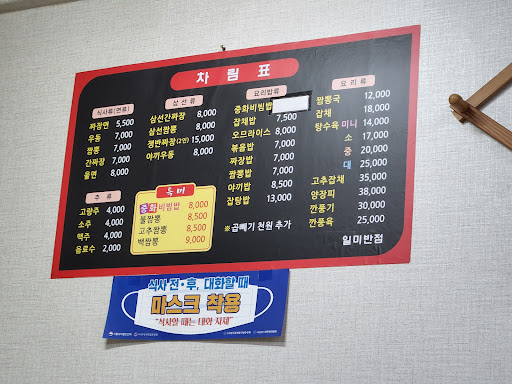 차림표
식사류(면류)
짜장면 5,500
우동 7,000
짬뽕 7,000
간짜장 7,000
울면 8,000
주류
고량주 4,000
소주 4,000
맥주 4,000
음료수 2,000
삼선류
삼선간짜장 8,000
삼선짬뽕 8,000
쟁반짜장(2인) 15,000
야끼우동 8,000
특미
중화비빔밥 8,000
불짬뽕 8,500
고추짬뽕 8,500
백짬뽕 9,000
요리밥류
중화비빔밥
잡채밥 7,500
오므라이스 8,000
볶음밥 7,000
짜장밥 7,000
짬뽕밥 7,000
야끼밥 8,500
잡탕밥 13,000
※곱빼기 천원 추가
요리류
짬뽕국 12,000
잡채 18,000
탕수육 미니 14,000
소 17,000
중 20,000
대 25,000
고추잡채 35,000
양장피 38,000
깐풍기 30,000
깐풍육 25,000
일미반점
식사 전·후, 대화할 때
마스크 착용
"식사할 때는 대화 자제"